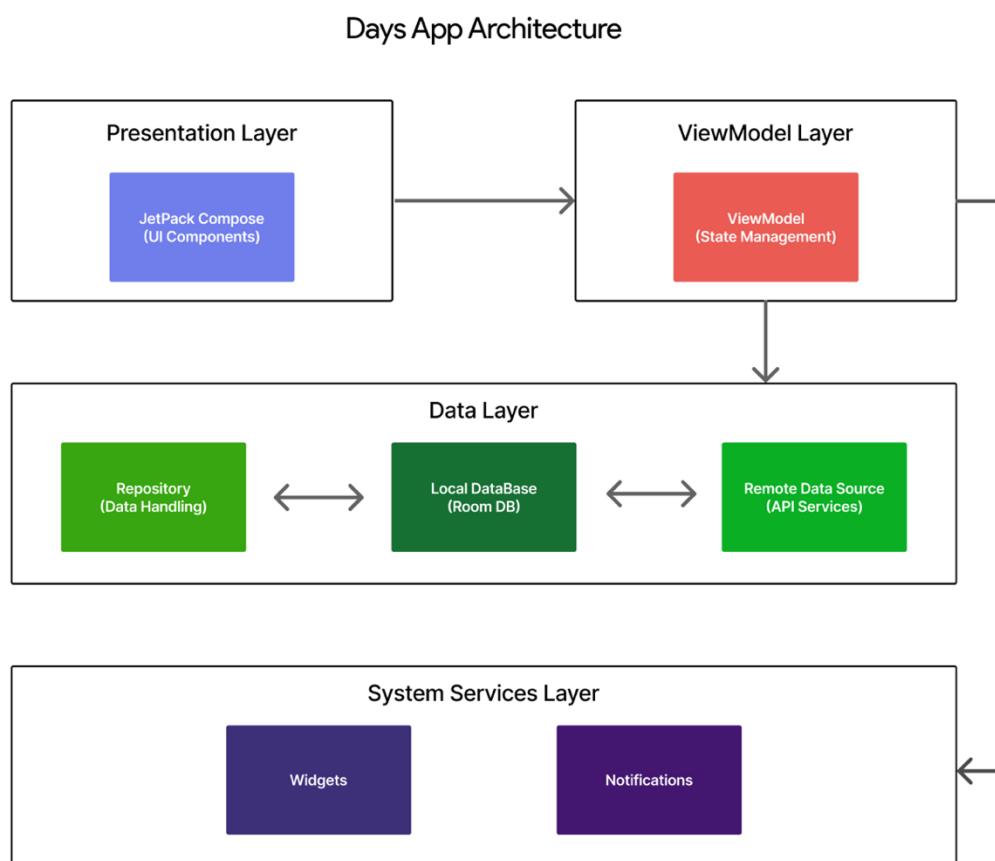 Days App Architecture
Presentation Layer
ViewModel Layer
JetPack Compose
(UI Components)
ViewModel
(State Management)
Data Layer
Repository
(Data Handling)
Local DataBase
(Room DB)
Remote Data Source
(API Services)
System Services Layer
Widgets
Notifications